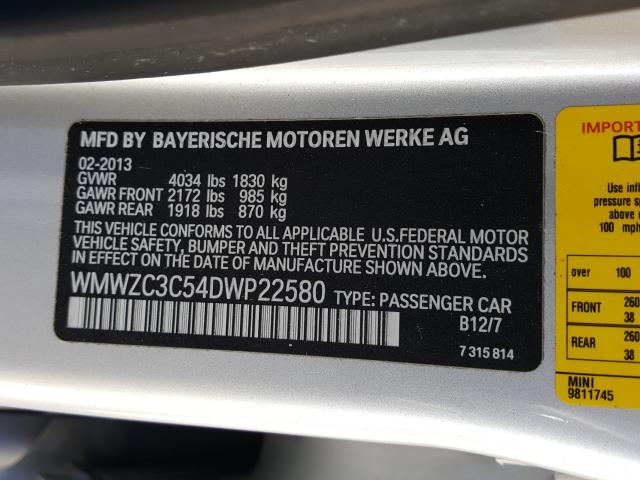 MFD BY BAYERISCHE MOTOREN WERKE AG
02-2013
GVWR 4034 lbs 1830 kg
GAWR FRONT 2172 lbs 985 kg
GAWR REAR 1918 lbs 870 kg
THIS VEHICLE CONFORMS TO ALL APPLICABLE U.S.FEDERAL MOTOR
VEHICLE SAFETY, BUMPER AND THEFT PREVENTION STANDARDS
IN EFFECT ON THE DATE OF MANUFACTURE SHOWN ABOVE.
WMWZC3C54DWP22580 TYPE: PASSENGER CAR
B12/7
7 315 814
IMPORT
Use infl
pressure sp
above
100 mph
over 100
FRONT 260
38
REAR 260
38
MINI
9811745